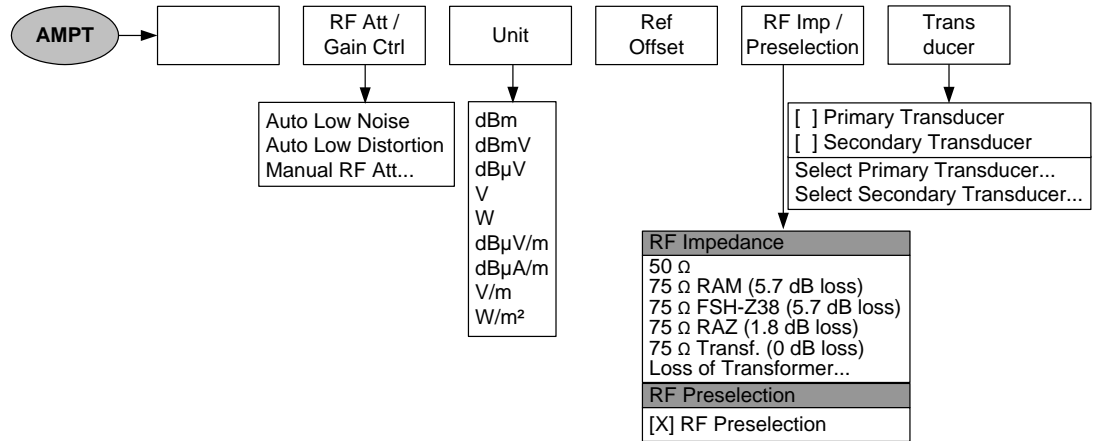 AMPT
RF Att /
Gain Ctrl
Unit
Ref
Offset
RF Imp /
Preselection
Trans
ducer
Auto Low Noise
Auto Low Distortion
Manual RF Att...
dBm
dBmV
dBµV
V
W
dBµV/m
dBµA/m
V/m
W/m²
[ ] Primary Transducer
[ ] Secondary Transducer
Select Primary Transducer...
Select Secondary Transducer...
RF Impedance
50 Ω
75 Ω RAM (5.7 dB loss)
75 Ω FSH-Z38 (5.7 dB loss)
75 Ω RAZ (1.8 dB loss)
75 Ω Transf. (0 dB loss)
Loss of Transformer...
RF Preselection
[X] RF Preselection